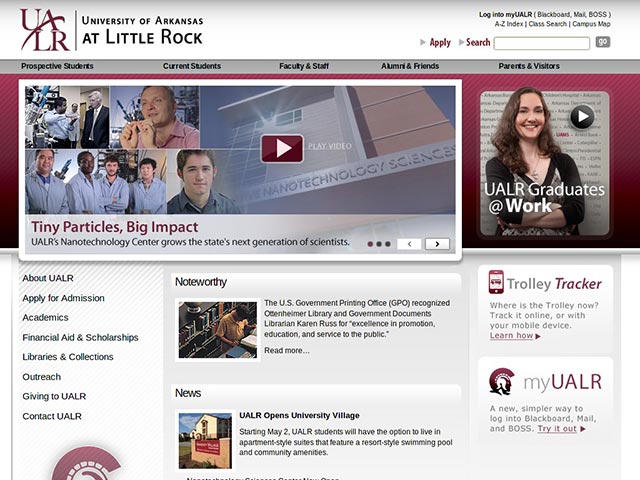 UALR
UNIVERSITY OF ARKANSAS
AT LITTLE ROCK
Log into myUALR ( Blackboard, Mail, BOSS )
A-Z Index | Class Search | Campus Map
Apply
Search
go
Prospective Students
Current Students
Faculty & Staff
Alumni & Friends
Parents & Visitors
PLAY VIDEO
NANOTECHNOLOGY SCIENCES
Tiny Particles, Big Impact
UALR's Nanotechnology Center grows the state's next generation of scientists.
UALR Graduates
@ Work
About UALR
Apply for Admission
Academics
Financial Aid & Scholarships
Libraries & Collections
Outreach
Giving to UALR
Contact UALR
Noteworthy
The U.S. Government Printing Office (GPO) recognized
Ottenheimer Library and Government Documents
Librarian Karen Russ for “excellence in promotion,
education, and service to the public.”
Read more…
News
UALR Opens University Village
Starting May 2, UALR students will have the option to live in
apartment-style suites that feature a resort-style swimming pool
and community amenities.
Nanotechnology Sciences Center Now Open
Trolley Tracker
Where is the Trolley now?
Track it online, or with
your mobile device.
Learn how
myUALR
A new, simpler way to
log into Blackboard, Mail,
and BOSS. Try it out